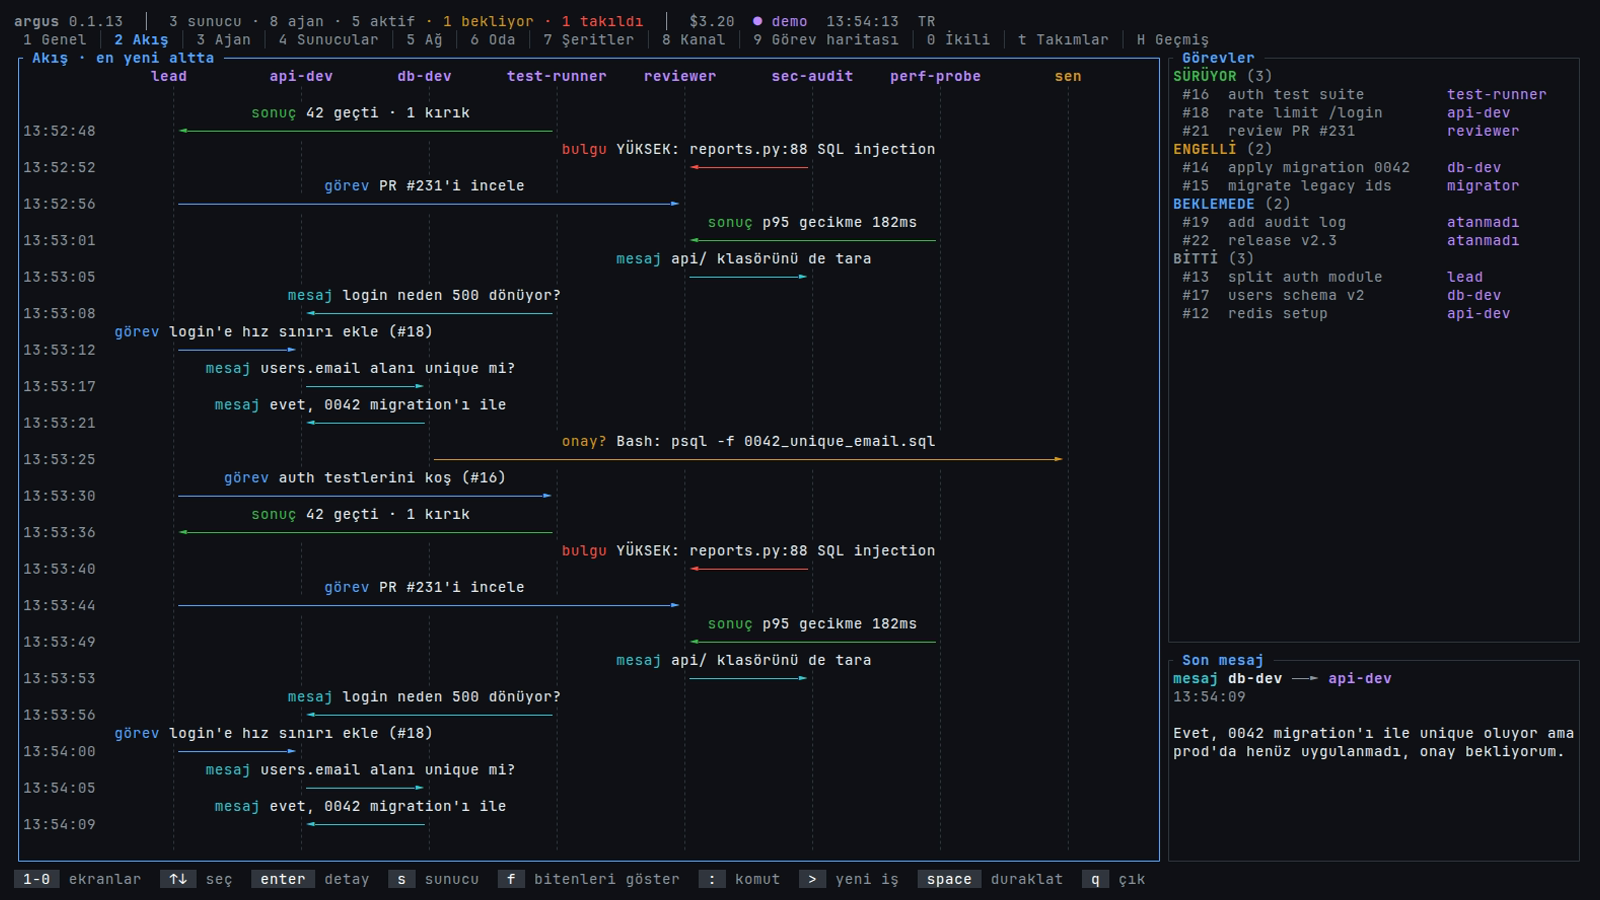 argus 0.1.13 │ 3 sunucu · 8 ajan · 5 aktif · 1 bekliyor · 1 takıldı │ $3.20 ● demo 13:54:13 TR
1 Genel │ 2 Akış │ 3 Ajan │ 4 Sunucular │ 5 Ağ │ 6 Oda │ 7 Şeritler │ 8 Kanal │ 9 Görev haritası │ 0 İkili │ t Takımlar │ H Geçmiş
Akış · en yeni altta
lead api-dev db-dev test-runner reviewer sec-audit perf-probe sen
sonuç 42 geçti · 1 kırık
13:52:48
bulgu YÜKSEK: reports.py:88 SQL injection
13:52:52
görev PR #231'i incele
13:52:56
sonuç p95 gecikme 182ms
13:53:01
mesaj api/ klasörünü de tara
13:53:05
mesaj login neden 500 dönüyor?
13:53:08
görev login'e hız sınırı ekle (#18)
13:53:12
mesaj users.email alanı unique mi?
13:53:17
mesaj evet, 0042 migration'ı ile
13:53:21
onay? Bash: psql -f 0042_unique_email.sql
13:53:25
görev auth testlerini koş (#16)
13:53:30
sonuç 42 geçti · 1 kırık
13:53:36
bulgu YÜKSEK: reports.py:88 SQL injection
13:53:40
görev PR #231'i incele
13:53:44
sonuç p95 gecikme 182ms
13:53:49
mesaj api/ klasörünü de tara
13:53:53
mesaj login neden 500 dönüyor?
13:53:56
görev login'e hız sınırı ekle (#18)
13:54:00
mesaj users.email alanı unique mi?
13:54:05
mesaj evet, 0042 migration'ı ile
13:54:09
Görevler
SÜRÜYOR (3)
#16 auth test suite test-runner
#18 rate limit /login api-dev
#21 review PR #231 reviewer
ENGELLİ (2)
#14 apply migration 0042 db-dev
#15 migrate legacy ids migrator
BEKLEMEDE (2)
#19 add audit log atanmadı
#22 release v2.3 atanmadı
BİTTİ (3)
#13 split auth module lead
#17 users schema v2 db-dev
#12 redis setup api-dev
Son mesaj
mesaj db-dev ──► api-dev
13:54:09
Evet, 0042 migration'ı ile unique oluyor ama
prod'da henüz uygulanmadı, onay bekliyorum.
1-0 ekranlar ↑↓ seç enter detay s sunucu f bitenleri göster : komut > yeni iş space duraklat q çık